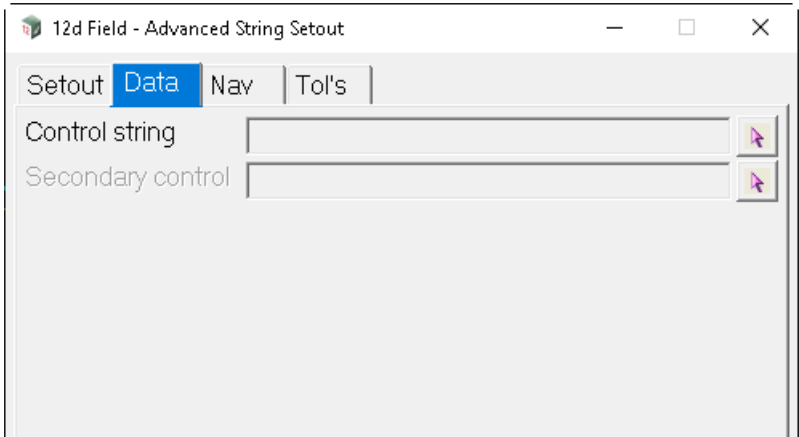 12d Field - Advanced String Setout
Setout Data Nav Tol's
Control string
Secondary control